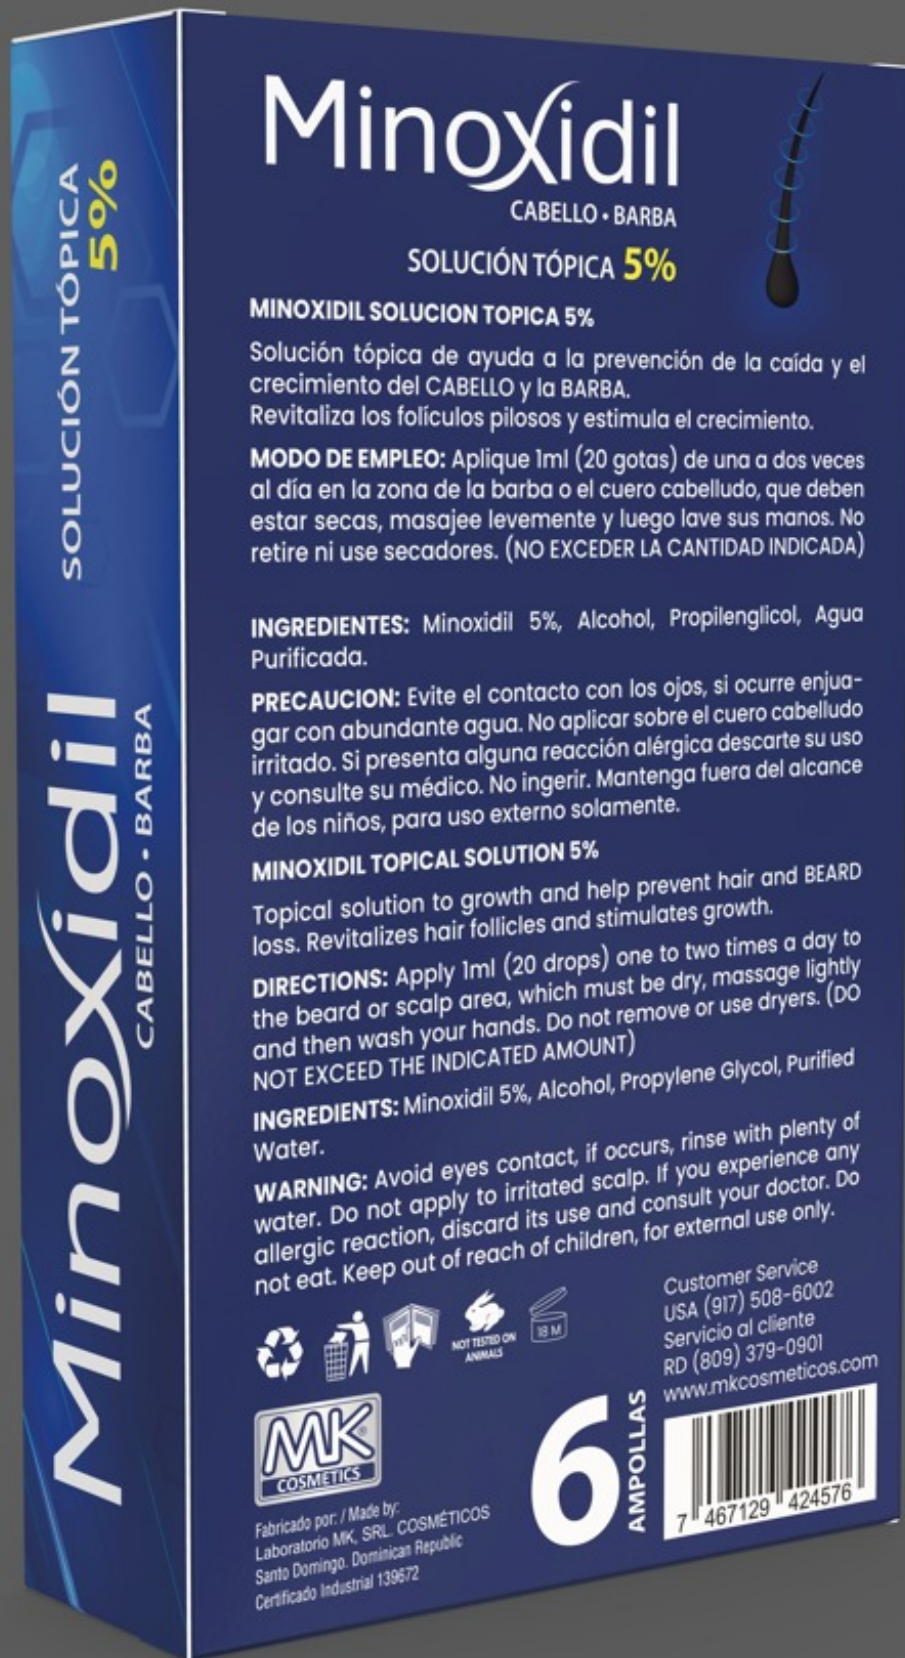 SOLUCIÓN TÓPICA
5%
Minoxidil
CABELLO • BARBA
Minoxidil
CABELLO • BARBA
SOLUCIÓN TÓPICA 5%
MINOXIDIL SOLUCION TOPICA 5%
Solución tópica de ayuda a la prevención de la caída y el
crecimiento del CABELLO y la BARBA.
Revitaliza los folículos pilosos y estimula el crecimiento.
MODO DE EMPLEO: Aplique 1ml (20 gotas) de una a dos veces
al día en la zona de la barba o el cuero cabelludo, que deben
estar secas, masajee levemente y luego lave sus manos. No
retire ni use secadores. (NO EXCEDER LA CANTIDAD INDICADA)
INGREDIENTES: Minoxidil 5%, Alcohol, Propilenglicol, Agua
Purificada.
PRECAUCION: Evite el contacto con los ojos, si ocurre enjua-
gar con abundante agua. No aplicar sobre el cuero cabelludo
irritado. Si presenta alguna reacción alérgica descarte su uso
y consulte su médico. No ingerir. Mantenga fuera del alcance
de los niños, para uso externo solamente.
MINOXIDIL TOPICAL SOLUTION 5%
Topical solution to growth and help prevent hair and BEARD
loss. Revitalizes hair follicles and stimulates growth.
DIRECTIONS: Apply 1ml (20 drops) one to two times a day to
the beard or scalp area, which must be dry, massage lightly
and then wash your hands. Do not remove or use dryers. (DO
NOT EXCEED THE INDICATED AMOUNT)
INGREDIENTS: Minoxidil 5%, Alcohol, Propylene Glycol, Purified
Water.
WARNING: Avoid eyes contact, if occurs, rinse with plenty of
water. Do not apply to irritated scalp. If you experience any
allergic reaction, discard its use and consult your doctor. Do
not eat. Keep out of reach of children, for external use only.
NOT TESTED ON
ANIMALS
18 M
Customer Service
USA (917) 508-6002
Servicio al cliente
RD (809) 379-0901
www.mkcosmeticos.com
MK®
COSMETICS
6
AMPOLLAS
7 467129 424576
Fabricado por: / Made by:
Laboratorio MK, SRL. COSMÉTICOS
Santo Domingo. Dominican Republic
Certificado Industrial 139672